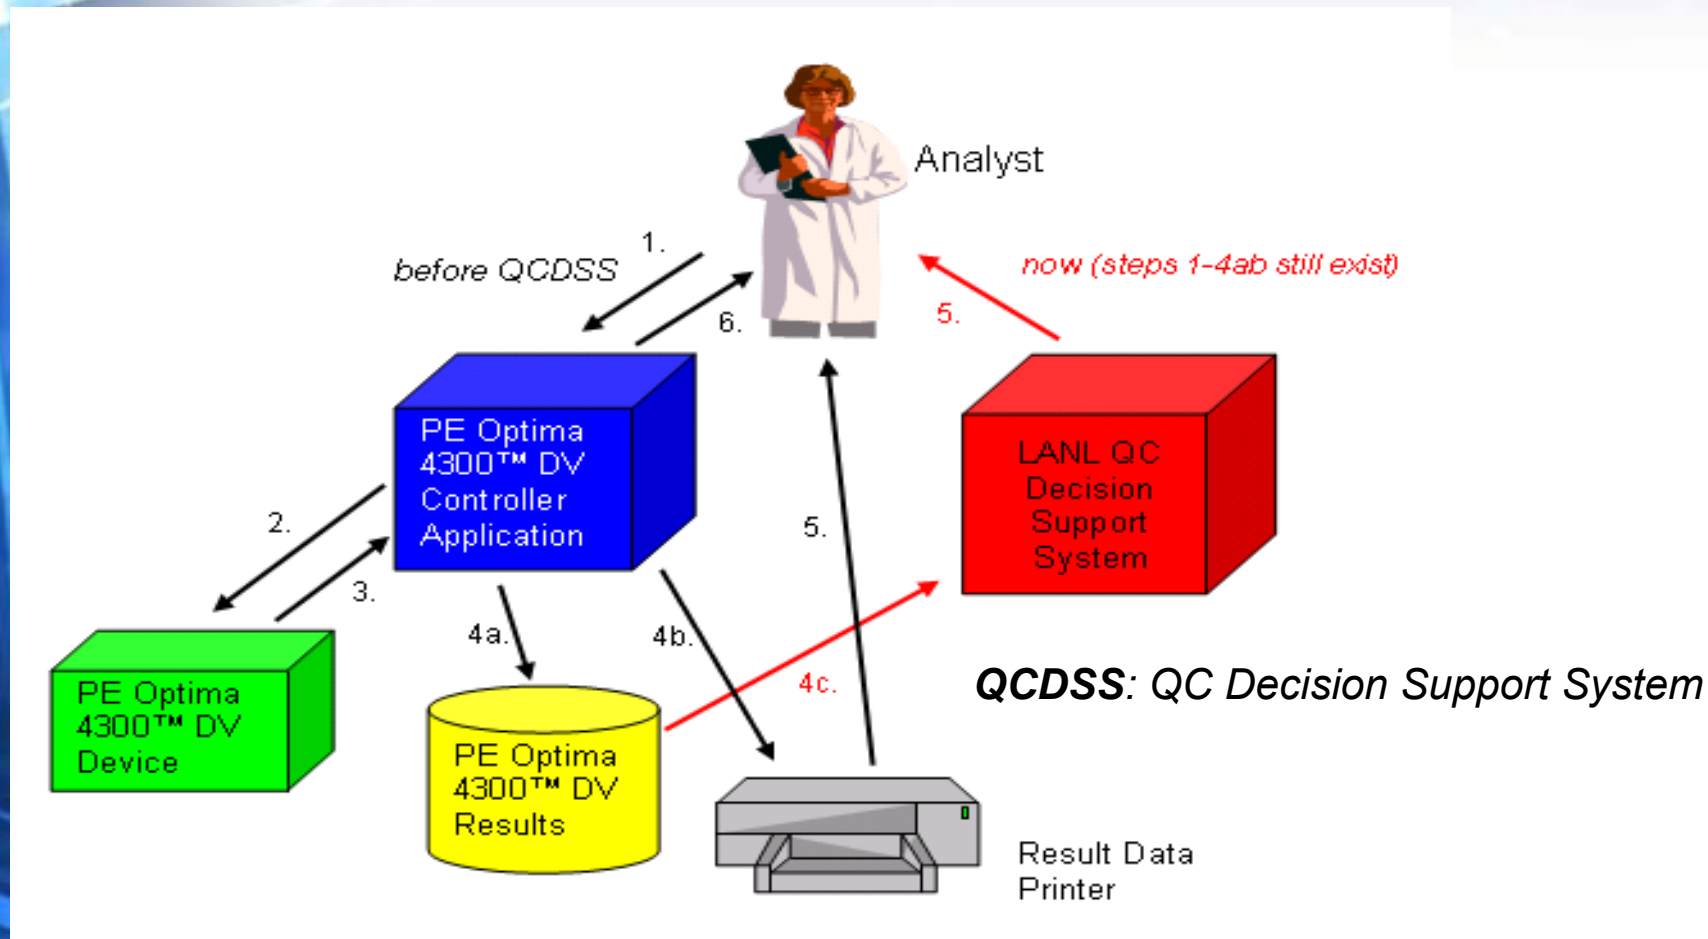 Analyst
1.
before QCDSS
now (steps 1-4ab still exist)
6.
5.
PE Optima
4300™ DV
Controller
Application
LANL QC
Decision
Support
System
2.
5.
3.
4a.
4b.
4c.
QCDSS: QC Decision Support System
PE Optima
4300™ DV
Device
PE Optima
4300™ DV
Results
Result Data
Printer